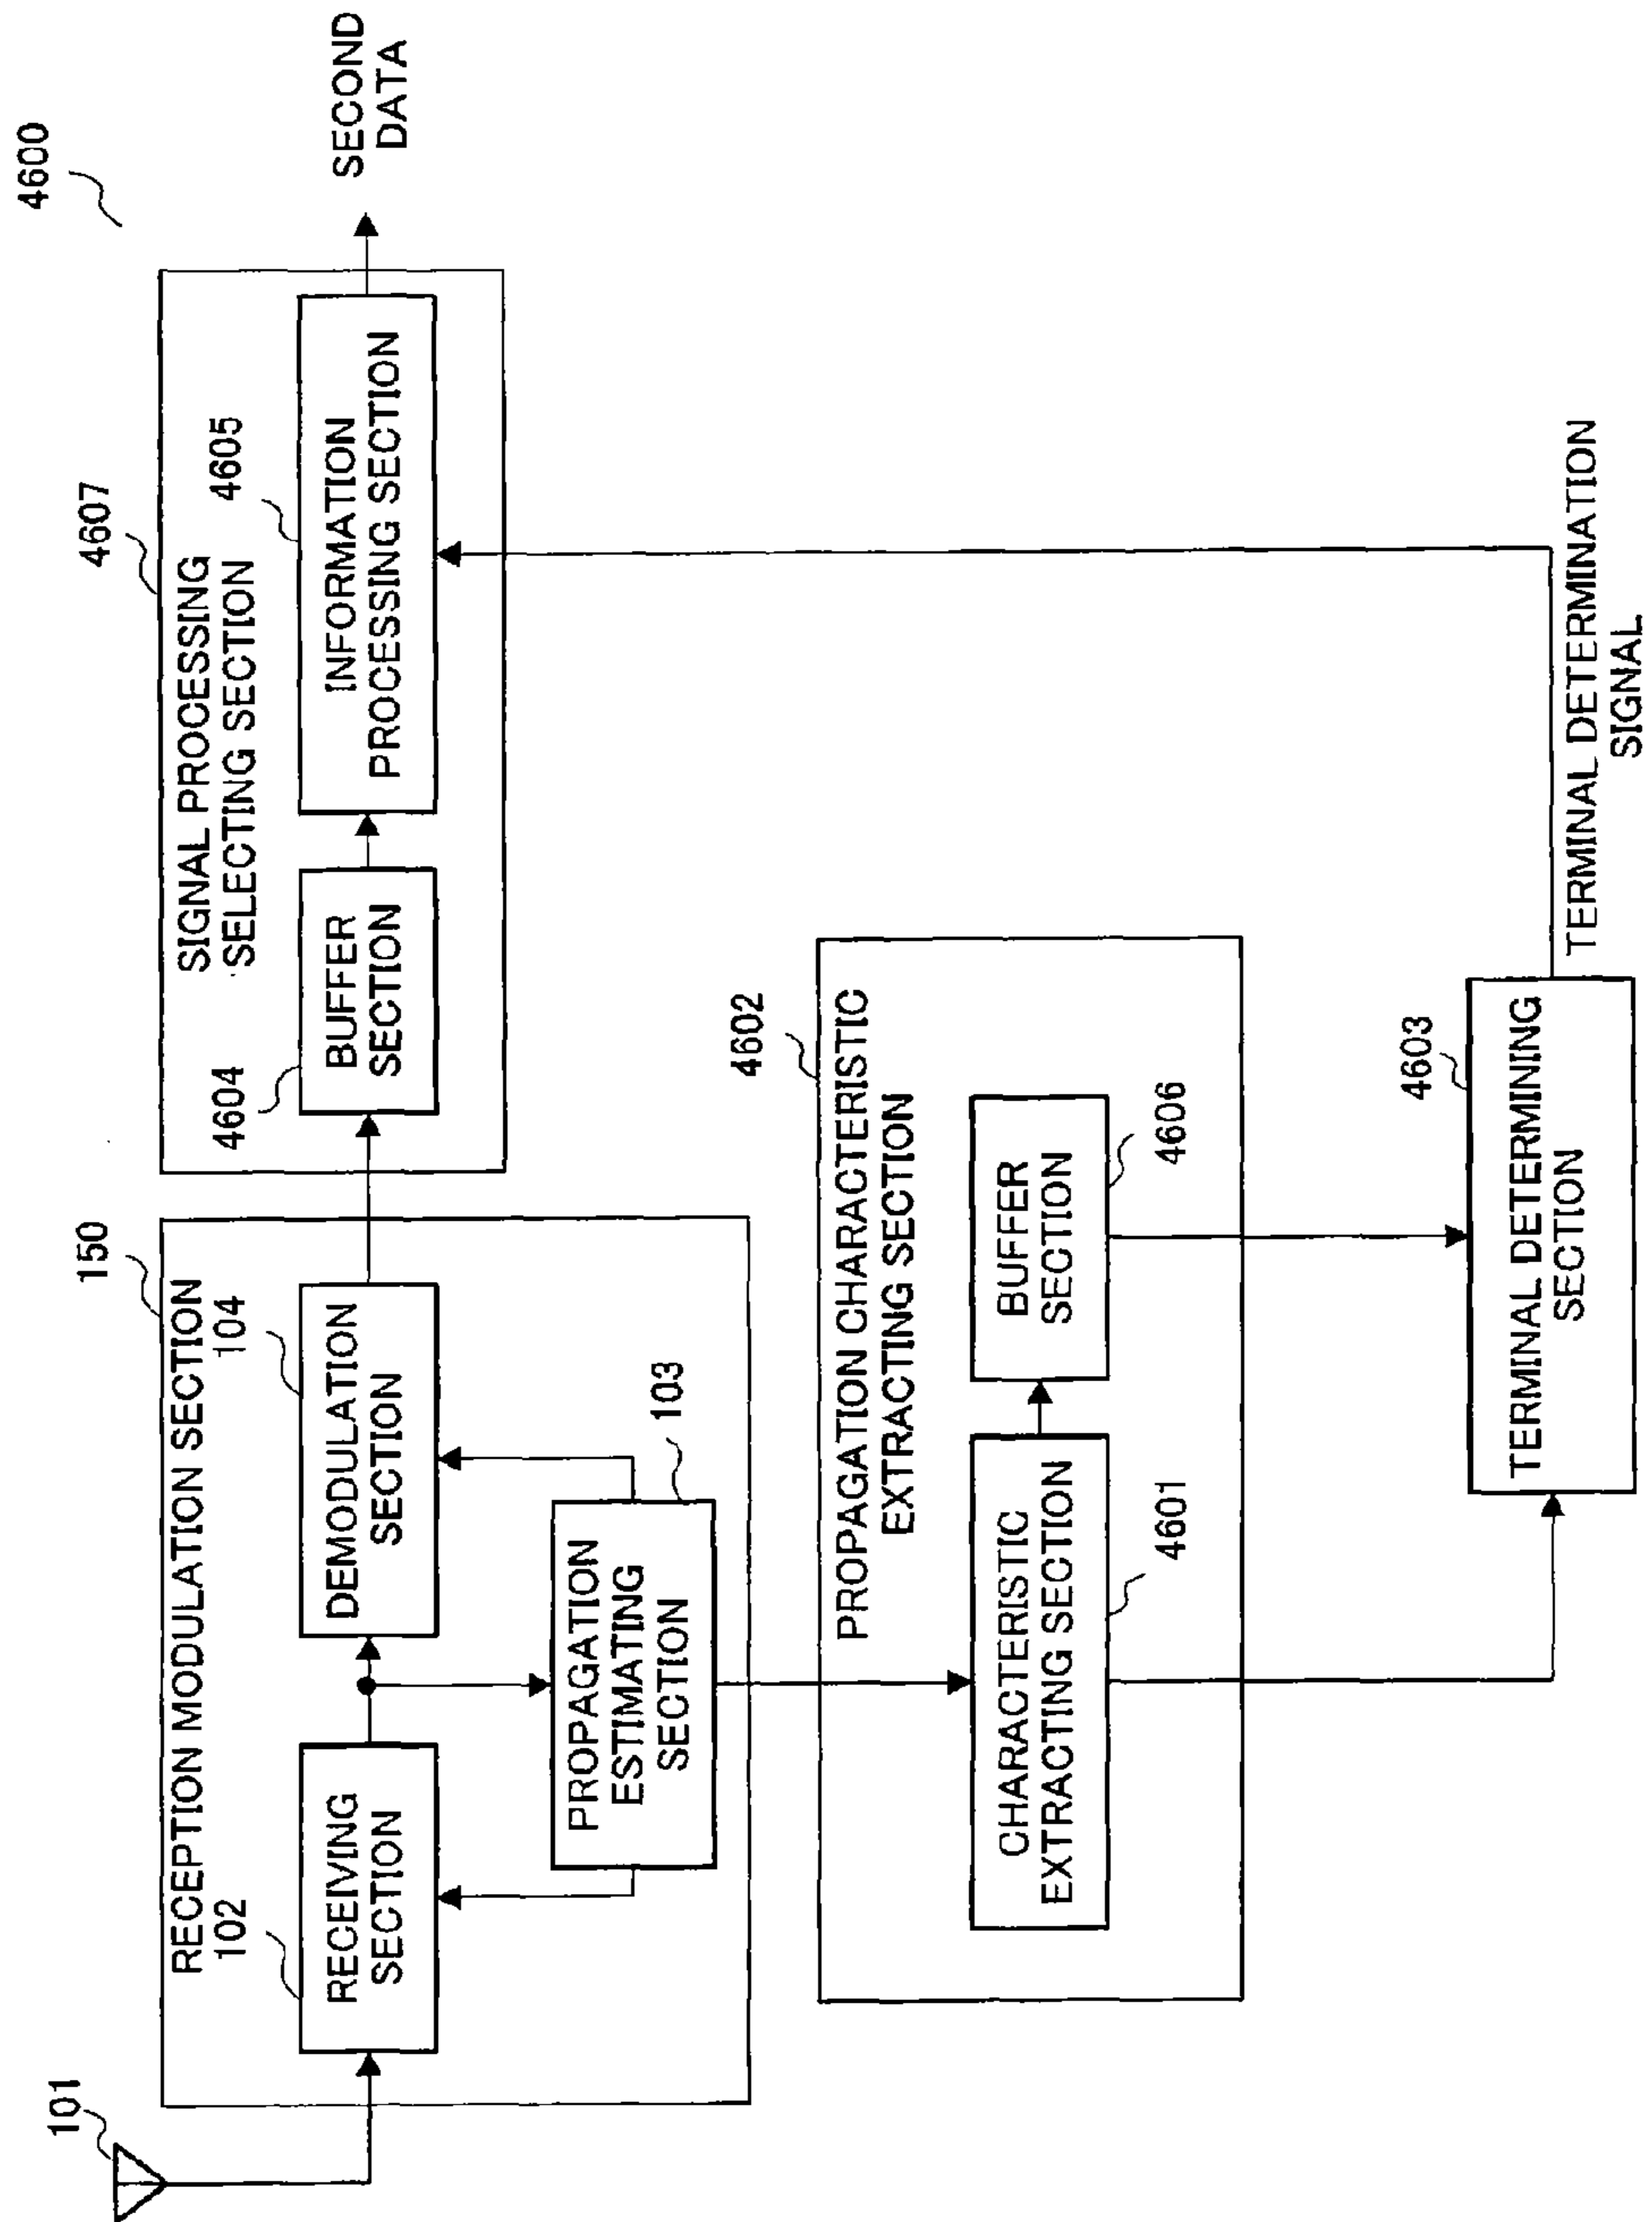 4600
101
150
RECEPTION MODULATION SECTION
102
RECEIVING
SECTION
104
DEMODULATION
SECTION
103
PROPAGATION
ESTIMATING
SECTION
4607
SIGNAL PROCESSING
SELECTING SECTION
4604
BUFFER
SECTION
4605
INFORMATION
PROCESSING SECTION
SECOND
DATA
4602
PROPAGATION CHARACTERISTIC
EXTRACTING SECTION
CHARACTERISTIC
EXTRACTING SECTION
4601
BUFFER
SECTION
4606
4603
TERMINAL DETERMINING
SECTION
TERMINAL DETERMINATION
SIGNAL